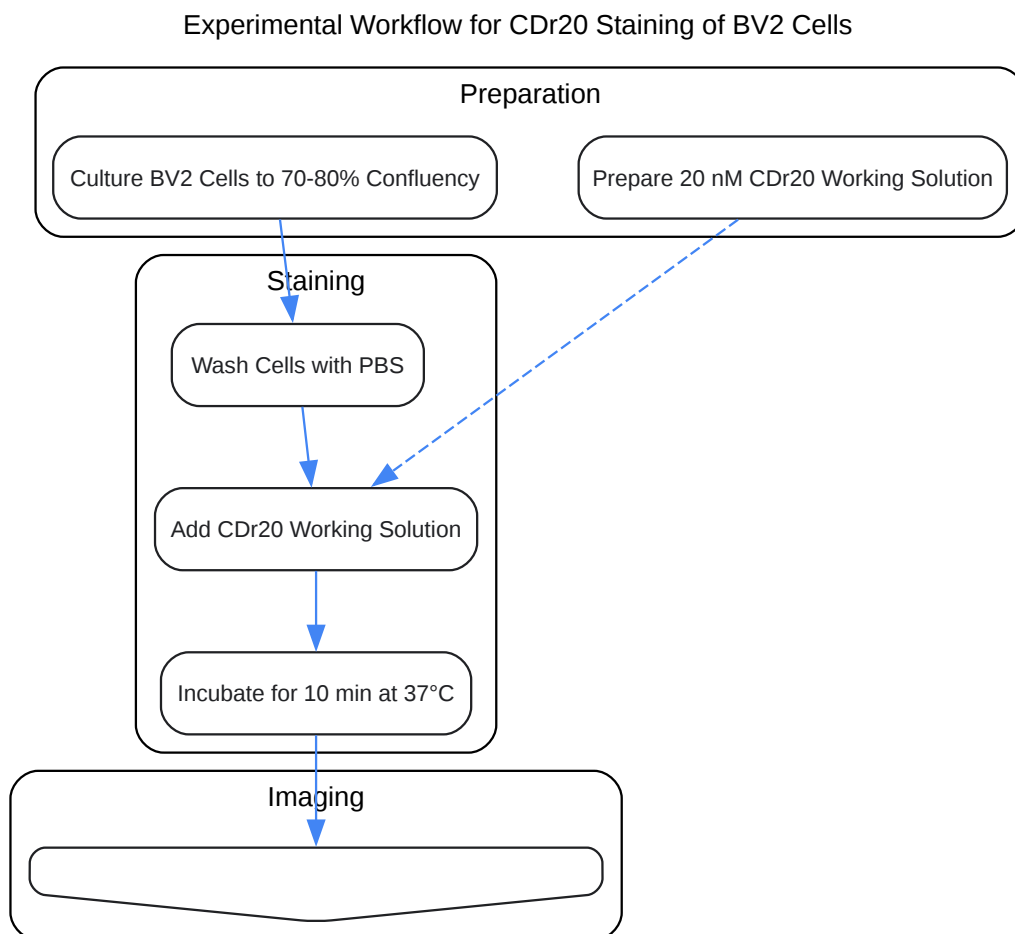 Experimental Workflow for CDr20 Staining of BV2 Cells
Preparation
Culture BV2 Cells to 70-80% Confluency
Prepare 20 nM CDr20 Working Solution
Staining
Wash Cells with PBS
Add CDr20 Working Solution
Incubate for 10 min at 37°C
Imaging